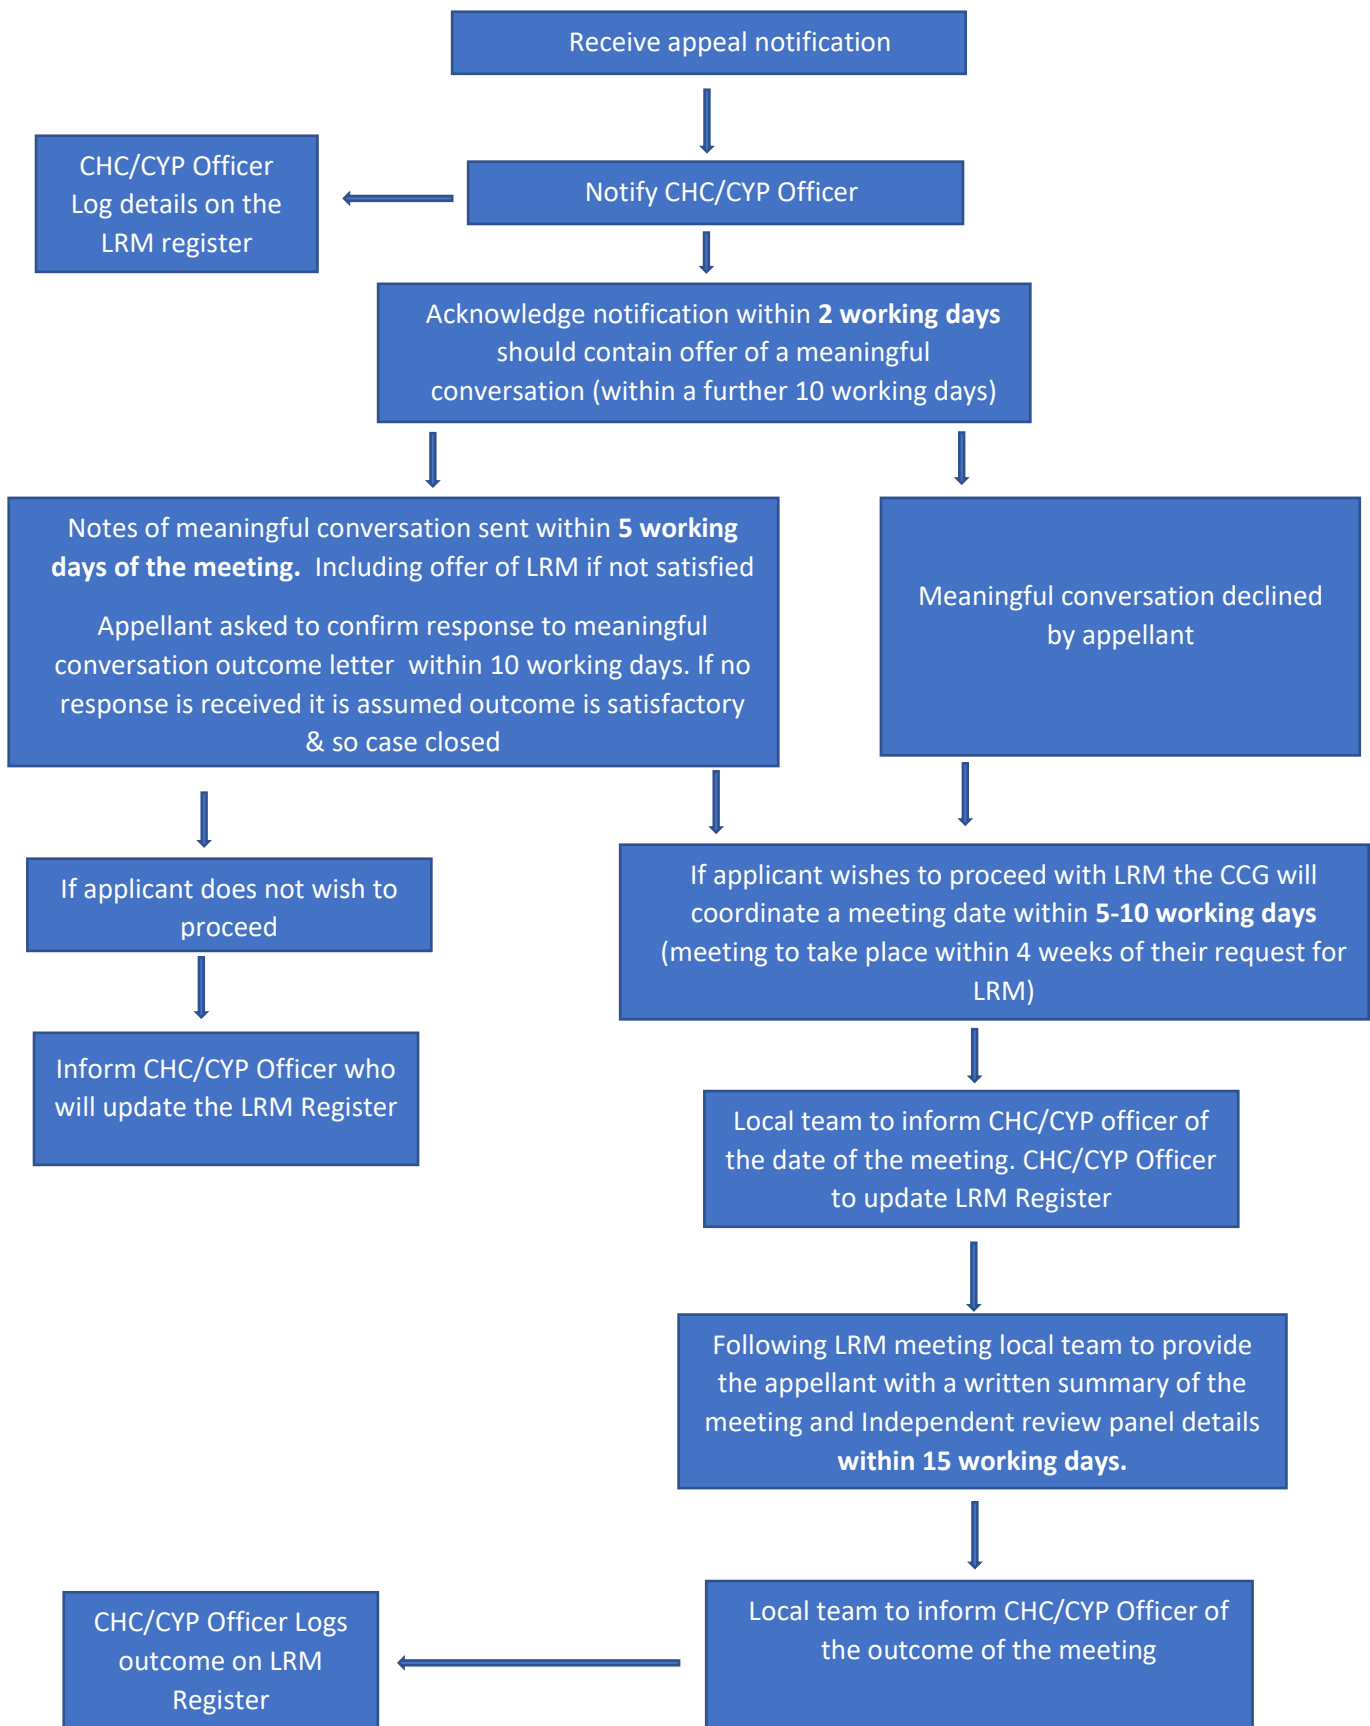 Receive appeal notification
CHC/CYP Officer
Log details on the
LRM register
Notify CHC/CYP Officer
Acknowledge notification within 2 working days
should contain offer of a meaningful
conversation (within a further 10 working days)
Notes of meaningful conversation sent within 5 working
days of the meeting.  Including offer of LRM if not satisfied
Appellant asked to confirm response to meaningful
conversation outcome letter  within 10 working days. If no
response is received it is assumed outcome is satisfactory
& so case closed
Meaningful conversation declined
by appellant
If applicant does not wish to
proceed
If applicant wishes to proceed with LRM the CCG will
coordinate a meeting date within 5-10 working days
(meeting to take place within 4 weeks of their request for
LRM)
Inform CHC/CYP Officer who
will update the LRM Register
Local team to inform CHC/CYP officer of
the date of the meeting. CHC/CYP Officer
to update LRM Register
Following LRM meeting local team to provide
the appellant with a written summary of the
meeting and Independent review panel details
within 15 working days.
Local team to inform CHC/CYP Officer of
the outcome of the meeting
CHC/CYP Officer Logs
outcome on LRM
Register